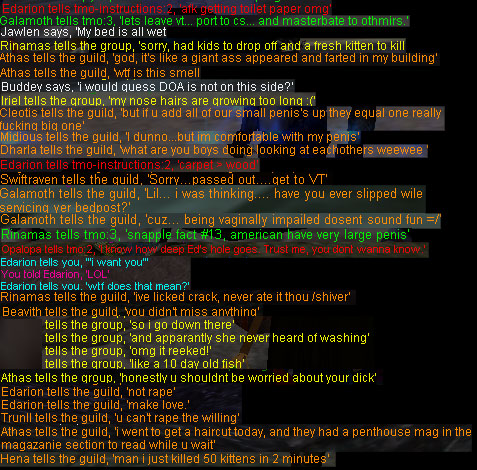 Edarion tells tmo-Instructions:2, 'afk getting toilet paper omg'
Galamoth tells tmo:3, 'lets leave vt... port to cs... and masterbate to othmirs.'
Jawlen says, 'My bed is all wet
Rinamas tells the group, 'sorry, had kids to drop off and a fresh kitten to kill
Athas tells the guild, 'god, it's like a giant ass appeared and farted in my building'
Athas tells the guild, 'wtf is this smell
Buddey says, 'i would guess DOA is not on this side?'
Iriel tells the group, 'my nose hairs are growing too long :('
Cleotis tells the guild, 'but if u add all of our small penis's up they equal one really
fucking big one'
Midious tells the guild, 'I dunno...but im comfortable with my penis'
Dharla tells the guild, 'what are you boys doing looking at eachothers weewee '
Edarion tells tmo-Instructions:2, 'carpet > wood
Swiftraven tells the guild, 'Sorry...passed out....get to VT'
Galamoth tells the guild, 'Lil... i was thinking.... have you ever slipped wile
servicing yer bedpost?'
Galamoth tells the guild, 'cuz... being vaginally impailed dosent sound fun =/'
Rinamas tells tmo:3, 'snapple fact #13, american have very large penis'
tells tmo:2, 'I know how deep Ed's hole goes. Trust me, you dont wanna know.'
Edarion tells you, '"I want you"'
You told Edarion, 'LOL'
Edarion tells you, 'wtf does that mean?'
Rinamas tells the guild, 'ive licked crack, never ate it thou /shiver'
Beavith tells the group, 'you didn't miss anything'
tells the group, 'so i go down there'
tells the group, 'and apparantly she never heard of washing'
tells the group, 'omg it reeked!'
tells the group, 'like a 10 day old fish'
Athas tells the group, 'honestly u shouldnt be worried about your dick'
Edarion tells the guild, 'not rape'
Edarion tells the guild, 'make love.'
Trunll tells the guild, 'u can't rape the willing'
Athas tells the guild, 'i went to get a haircut today, and they had a penthouse mag in the
magazanie section to read while u wait'
Hena tells the guild, 'man i just killed 50 kittens in 2 minutes'